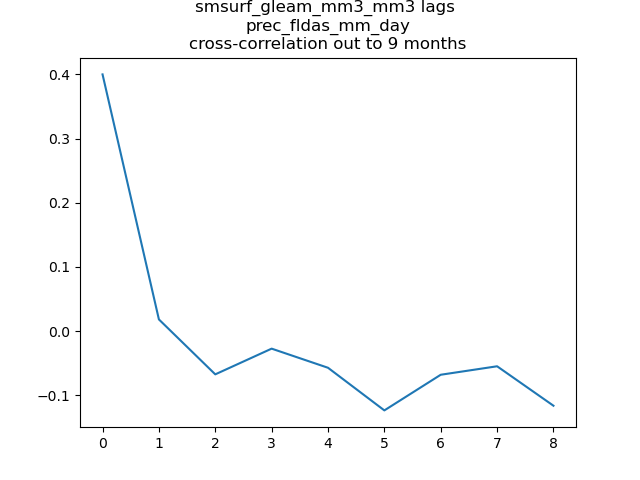 smsurf_gleam_mm3_mm3 lags
prec_fldas_mm_day
cross-correlation out to 9 months
0.4
0.3
0.2
0.1
0.0
−0.1
0 1 2 3 4 5 6 7 8